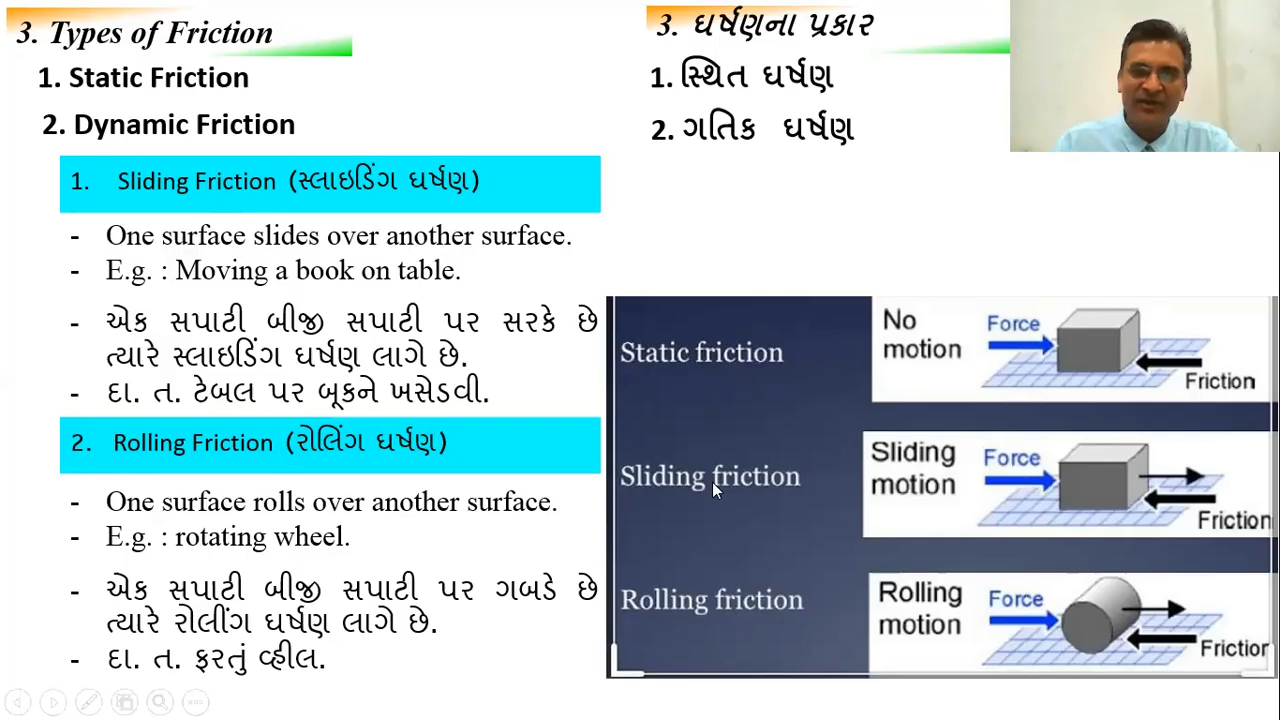 3. Types of Friction
1. Static Friction
2. Dynamic Friction
1. Sliding Friction (સ્લાઇડિંગ ઘર્ષણ)
- One surface slides over another surface.
- E.g. : Moving a book on table.
- એક સપાટી બીજી સપાટી પર સરકે છે
ત્યારે સ્લાઇડિંગ ઘર્ષણ લાગે છે.
- દા. ત. ટેબલ પર બૂકને ખસેડવી.
2. Rolling Friction (રોલિંગ ઘર્ષણ)
- One surface rolls over another surface.
- E.g. : rotating wheel.
- એક સપાટી બીજી સપાટી પર ગબડે છે
ત્યારે રોલીંગ ઘર્ષણ લાગે છે.
- દા. ત. ફરતું વ્હીલ.
3. ઘર્ષણના પ્રકાર
1. સ્થિત ઘર્ષણ
2. ગતિક ઘર્ષણ
Static friction
No
motion
Force
Friction
Sliding friction
Sliding
motion
Force
Friction
Rolling friction
Rolling
motion
Force
Friction